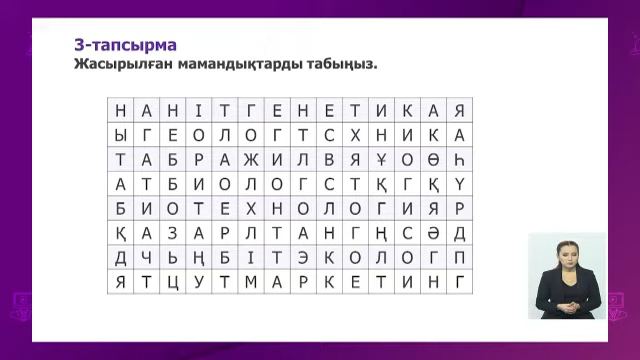 3-тапсырма
Жасырылған мамандықтарды табыңыз.
Н А Н І Т Г Е Н Е Т И К А Я
Ы Г Е О Л О Г Т С Х Н И К А
Т А Б Р А Ж И Л В Я Ұ О Ө Һ
А Т Б И О Л О Г С Т Қ Г Қ Ү
Б И О Т Е Х Н О Л О Г И Я Р
Қ А З А Р Л Т А Н Г Ң С Ә Д
Д Ч Ь Ң Б І Т Э К О Л О Г П
Я Т Ц У Т М А Р К Е Т И Н Г